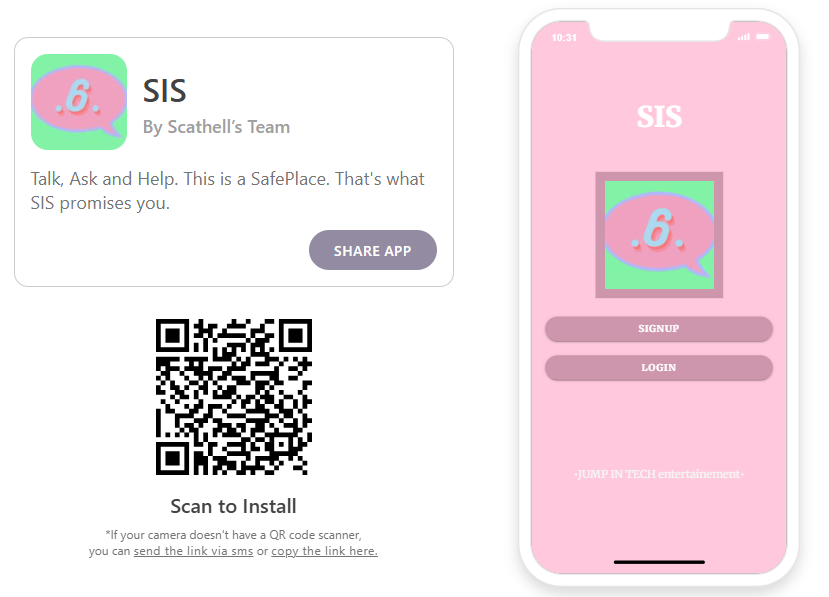 .6.
SIS
By Scathell’s Team
Talk, Ask and Help. This is a SafePlace. That's what
SIS promises you.
SHARE APP
Scan to Install
*If your camera doesn't have a QR code scanner,
you can send the link via sms or copy the link here.
10:31
SIS
.6.
SIGNUP
LOGIN
-JUMP IN TECH entertainement-